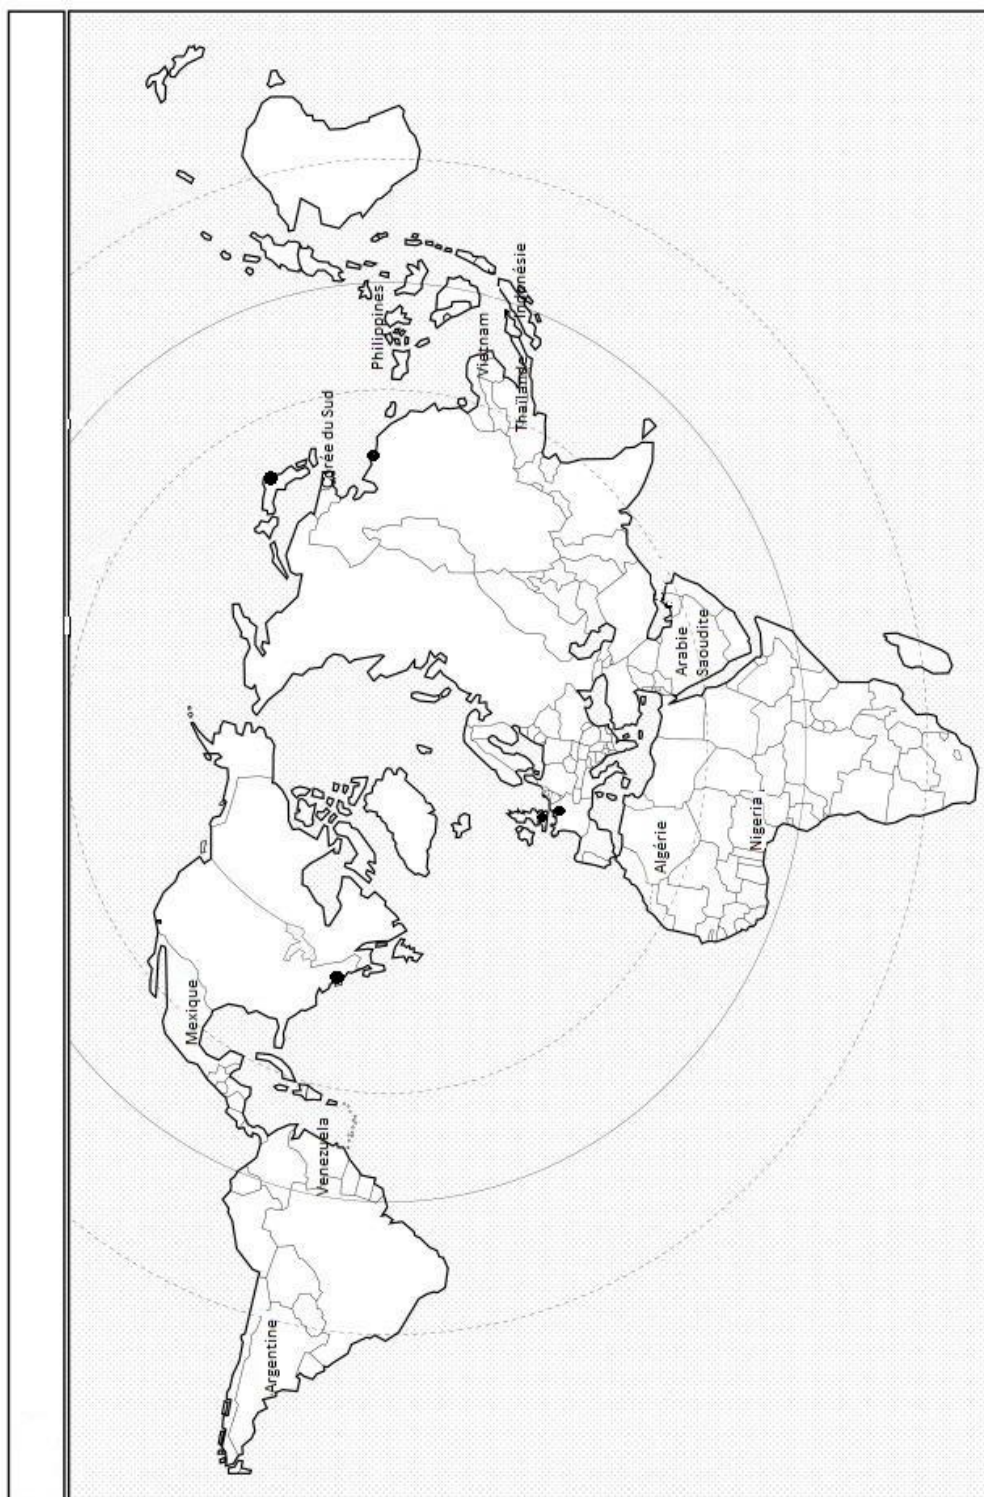 Mexique
Argentine
Venezuela
Corée du Sud
Philippines
Vietnam
Thaïlande
Indonésie
Algérie
Arabie
Saoudite
Nigeria